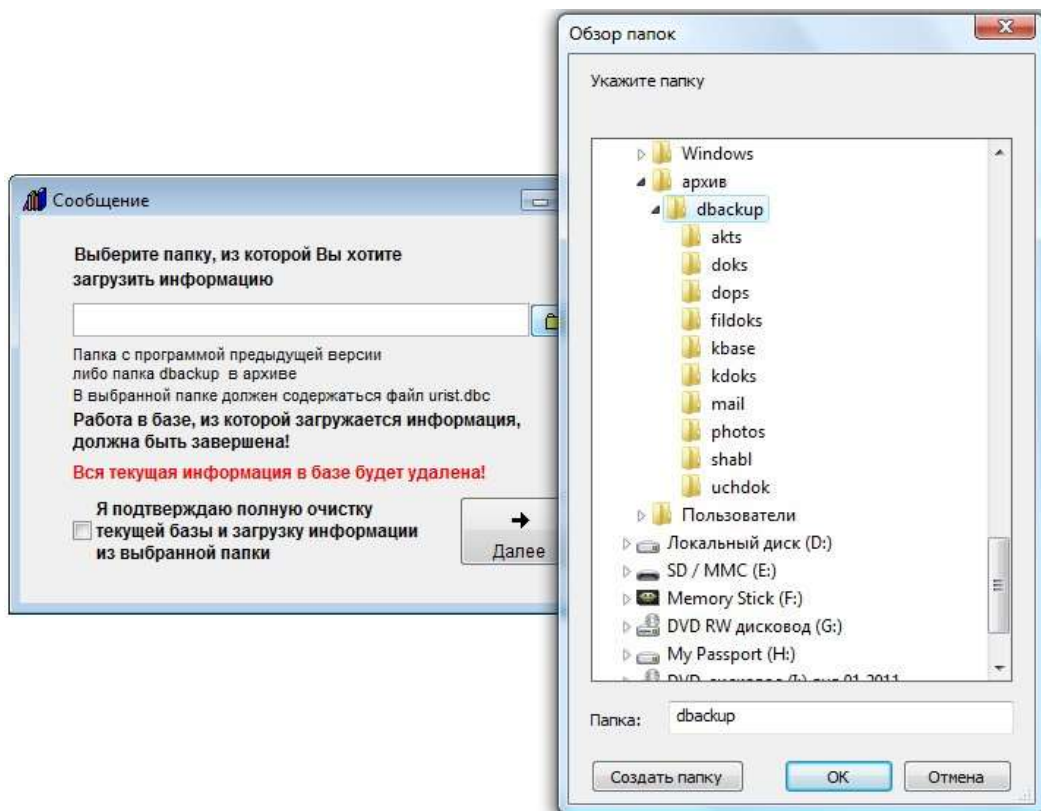 Сообщение
Выберите папку, из которой Вы хотите
загрузить информацию
Папка с программой предыдущей версии
либо папка dbackup в архиве
В выбранной папке должен содержаться файл urist.dbc
Работа в базе, из которой загружается информация,
должна быть завершена!
Вся текущая информация в базе будет удалена!
Я подтверждаю полную очистку
текущей базы и загрузку информации
из выбранной папки
Далее
Обзор папок
Укажите папку
Windows
архив
dbackup
akts
doks
dops
fildoks
kbase
kdoks
mail
photos
shabl
uchdok
Пользователи
Локальный диск (D:)
SD / MMC (E:)
Memory Stick (F:)
DVD RW дисковод (G:)
My Passport (H:)
Папка:
dbackup
Создать папку
OK
Отмена